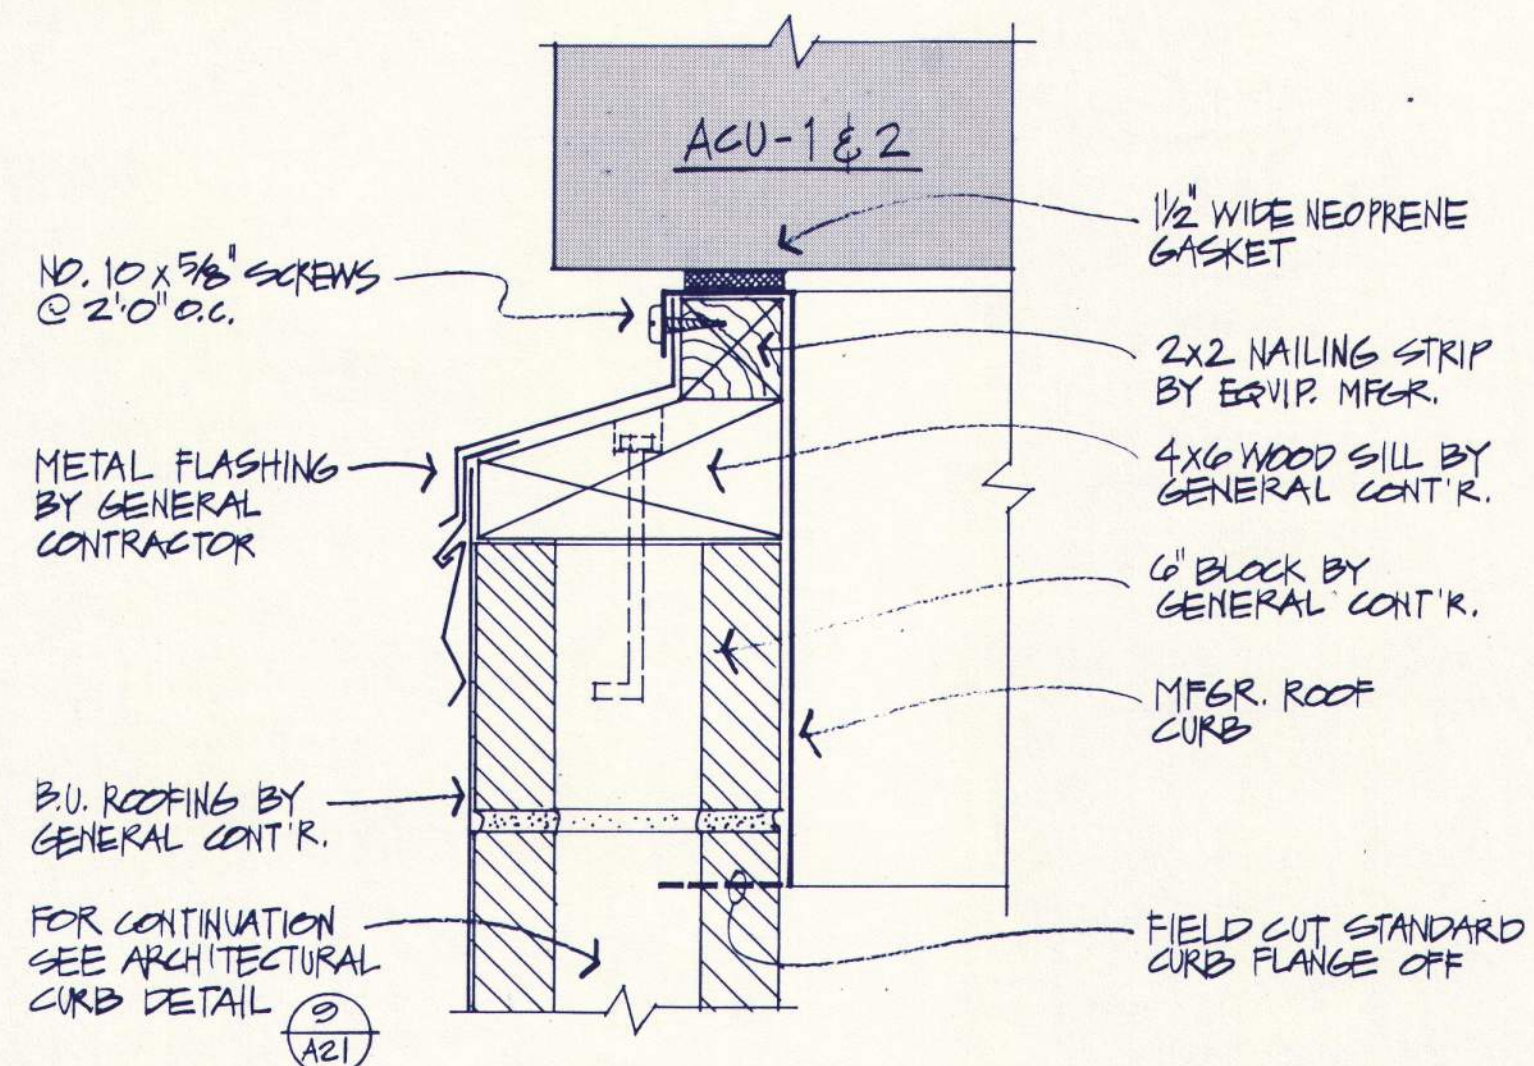 ACU-1 & 2
NO. 10 x 5/8" SCREWS
@ 2'-0" O.C.
METAL FLASHING
BY GENERAL
CONTRACTOR
B.U. ROOFING BY
GENERAL CONT'R.
FOR CONTINUATION
SEE ARCHITECTURAL
CURB DETAIL
9
A21
1½" WIDE NEOPRENE
GASKET
2x2 NAILING STRIP
BY EQUIP. MFGR.
4x6 WOOD SILL BY
GENERAL CONT'R.
6" BLOCK BY
GENERAL CONT'R.
MFGR. ROOF
CURB
FIELD CUT STANDARD
CURB FLANGE OFF